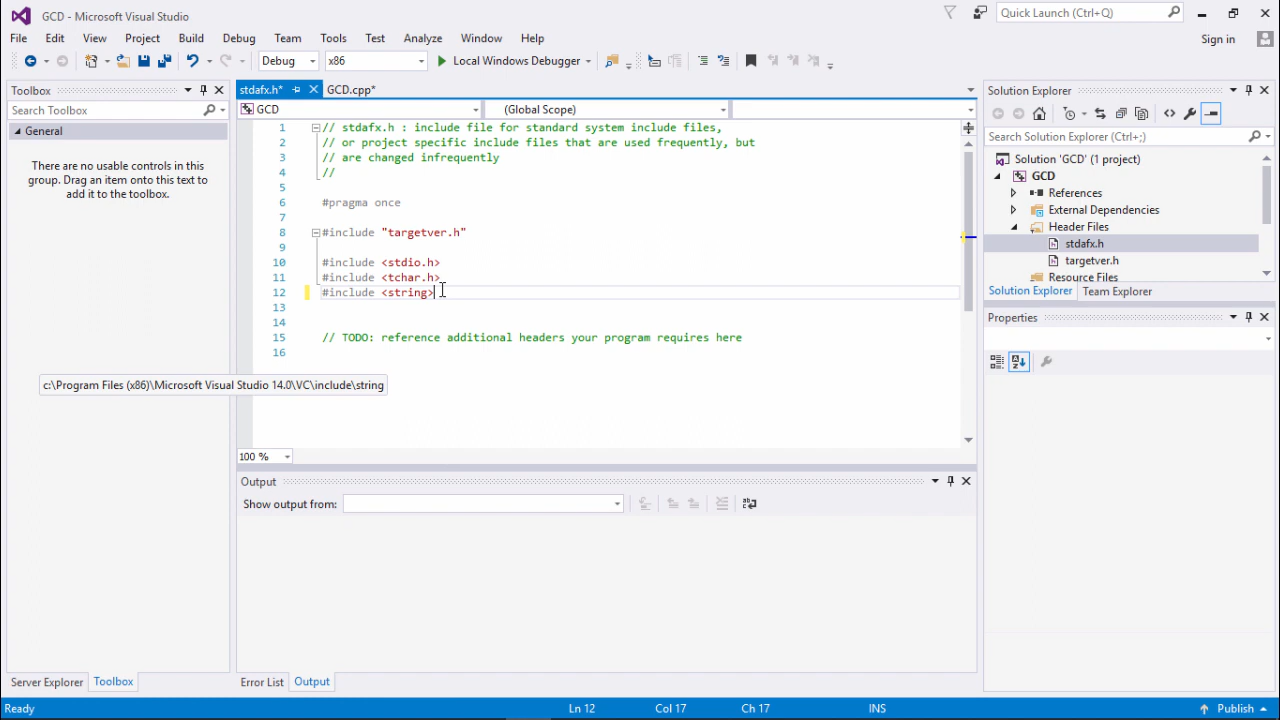 GCD - Microsoft Visual Studio
Quick Launch (Ctrl+Q)
File Edit View Project Build Debug Team Tools Test Analyze Window Help
Sign in
Debug x86 Local Windows Debugger
Toolbox
Search Toolbox
General
There are no usable controls in this
group. Drag an item onto this text to
add it to the toolbox.
stdafx.h* GCD.cpp*
GCD (Global Scope)
1 // stdafx.h : include file for standard system include files,
2 // or project specific include files that are used frequently, but
3 // are changed infrequently
4 //
5
6 #pragma once
7
8 #include "targetver.h"
9
10 #include <stdio.h>
11 #include <tchar.h>
12 #include <string>
13
14
15 // TODO: reference additional headers your program requires here
16
c:\Program Files (x86)\Microsoft Visual Studio 14.0\VC\include\string
100 %
Output
Show output from:
Solution Explorer
Search Solution Explorer (Ctrl+;)
Solution 'GCD' (1 project)
GCD
References
External Dependencies
Header Files
stdafx.h
targetver.h
Resource Files
Solution Explorer Team Explorer
Properties
Server Explorer Toolbox
Error List Output
Ready Ln 12 Col 17 Ch 17 INS Publish